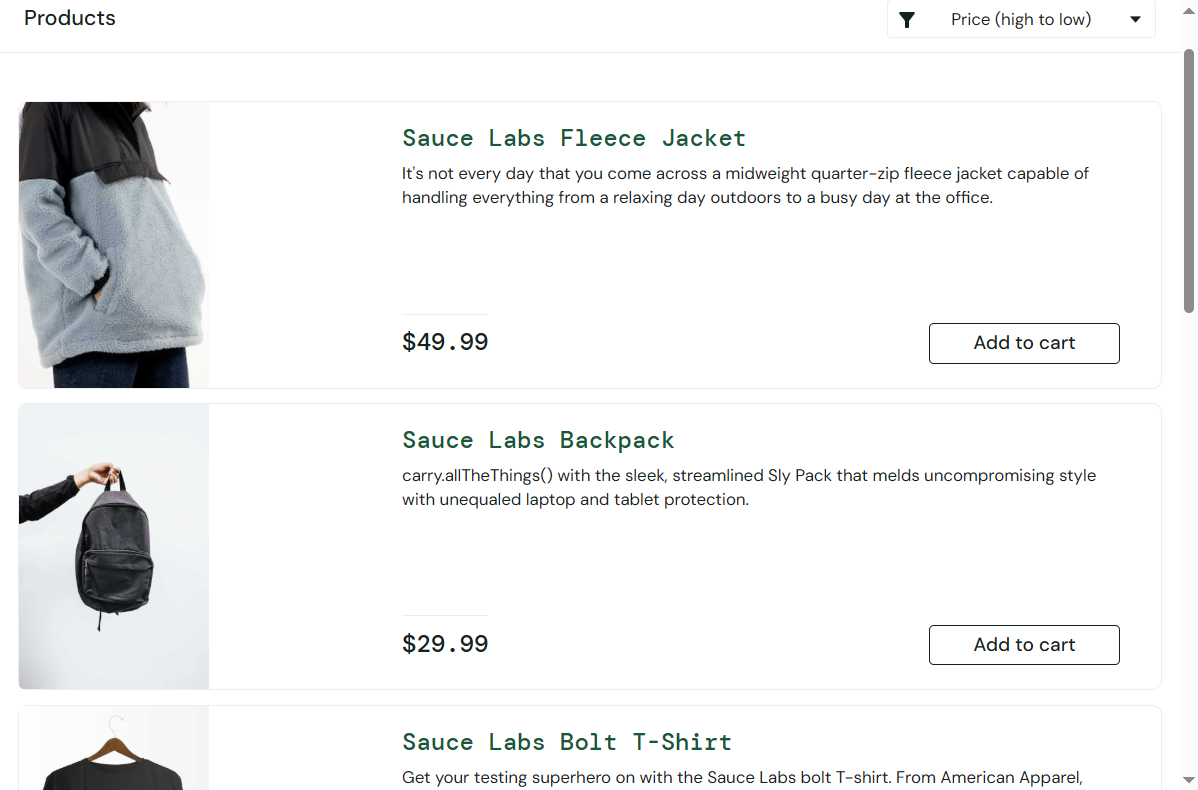 Products
Price (high to low)
Sauce Labs Fleece Jacket
It's not every day that you come across a midweight quarter-zip fleece jacket capable of
handling everything from a relaxing day outdoors to a busy day at the office.
$49.99
Add to cart
Sauce Labs Backpack
carry.allTheThings() with the sleek, streamlined Sly Pack that melds uncompromising style
with unequaled laptop and tablet protection.
$29.99
Add to cart
Sauce Labs Bolt T-Shirt
Get your testing superhero on with the Sauce Labs bolt T-shirt. From American Apparel,